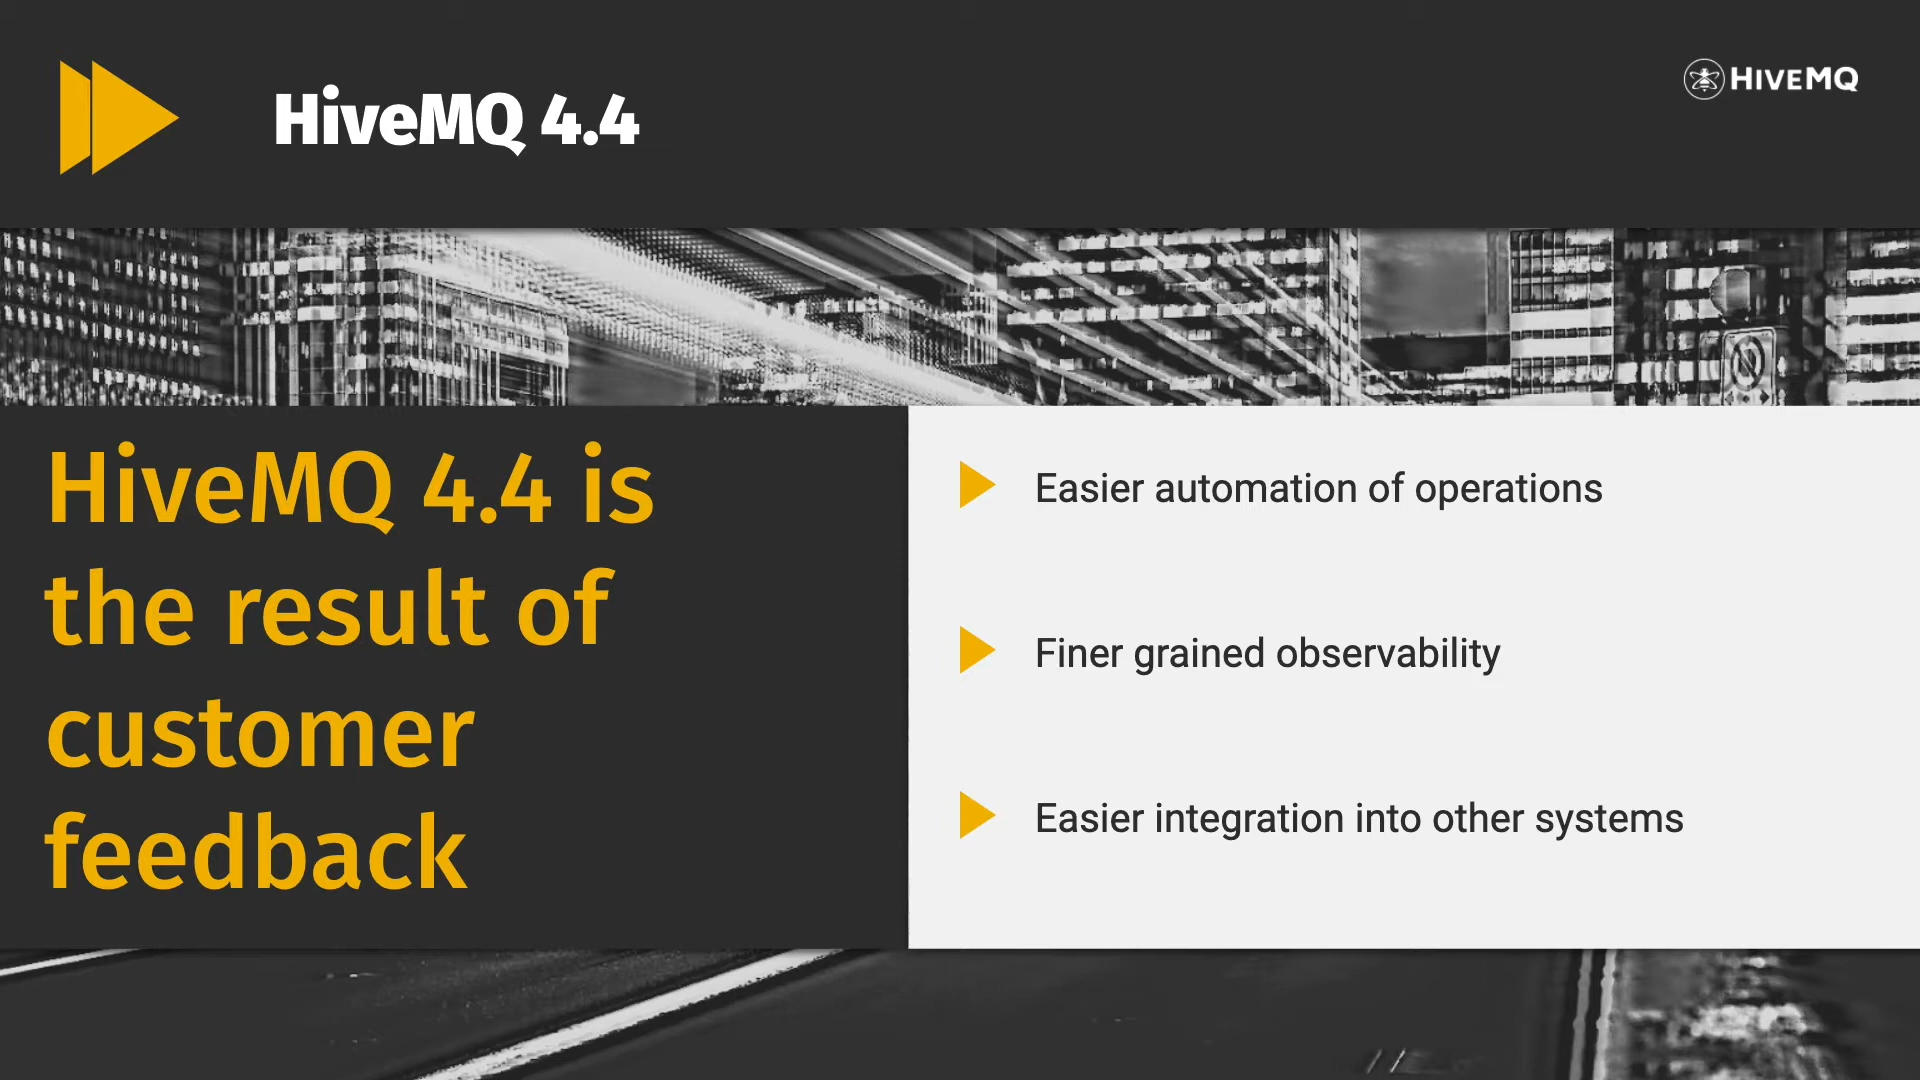 HiveMQ 4.4
HIVEMQ
HiveMQ 4.4 is
the result of
customer
feedback
Easier automation of operations
Finer grained observability
Easier integration into other systems